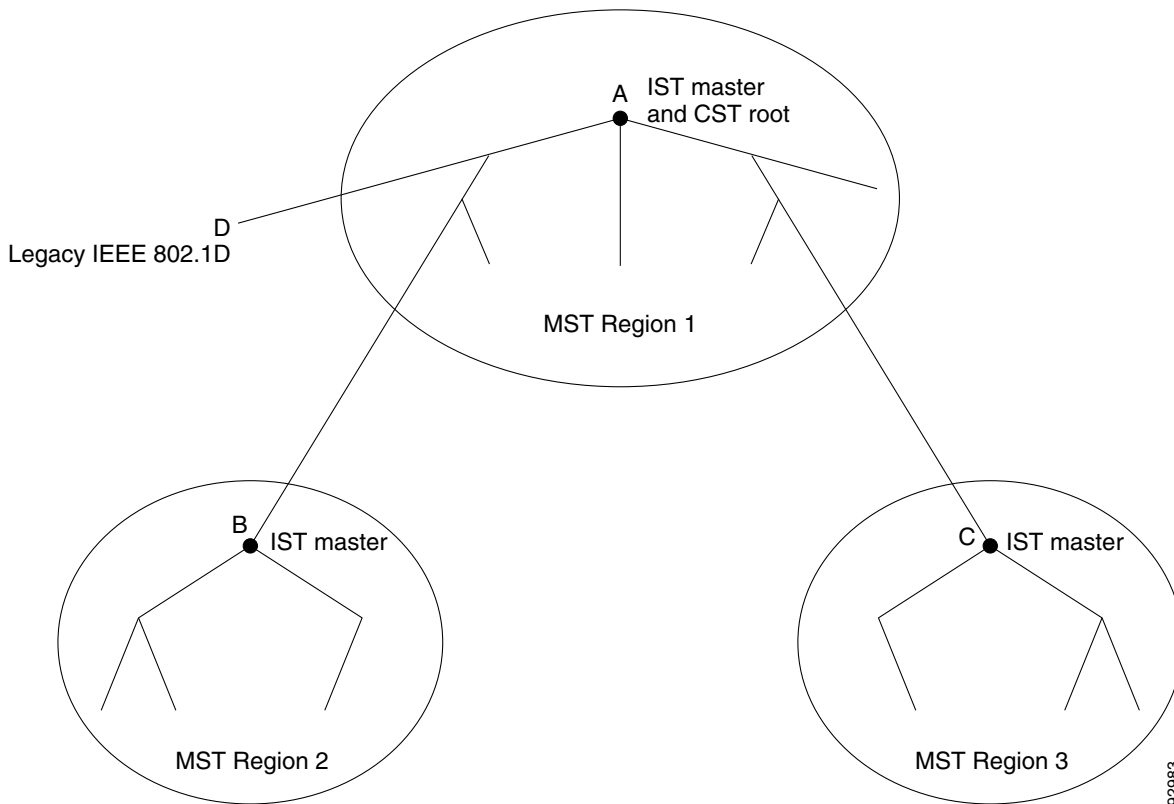 A
IST master
and CST root
D
Legacy IEEE 802.1D
MST Region 1
B
IST master
C
IST master
MST Region 2
MST Region 3
92983